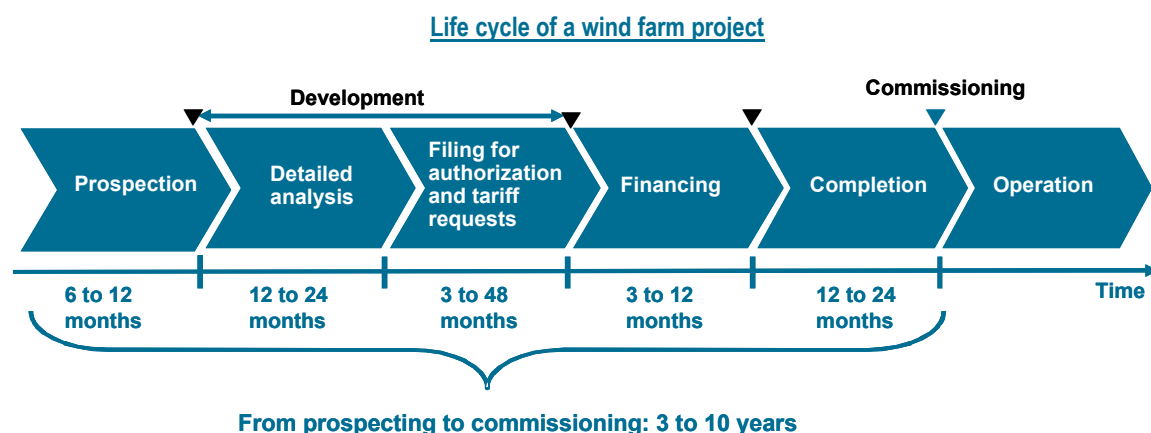 Life cycle of a wind farm project
Commissioning
Development
Prospection
Detailed
analysis
Filing for
authorization
and tariff
requests
Financing
Completion
Operation
6 to 12
months
12 to 24
months
3 to 48
months
3 to 12
months
12 to 24
months
Time
From prospecting to commissioning: 3 to 10 years